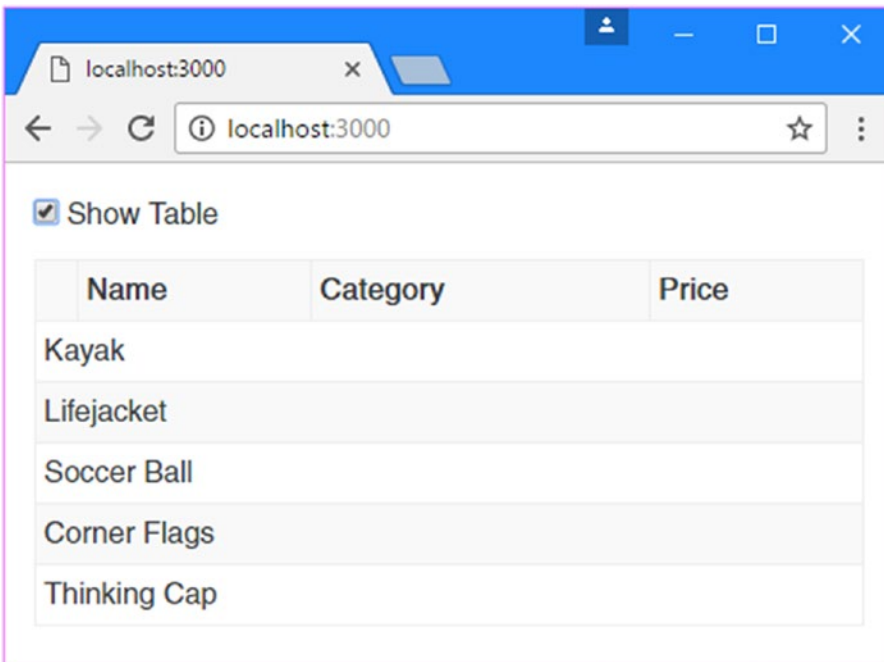 localhost:3000
localhost:3000
Show Table
Name Category Price
Kayak
Lifejacket
Soccer Ball
Corner Flags
Thinking Cap